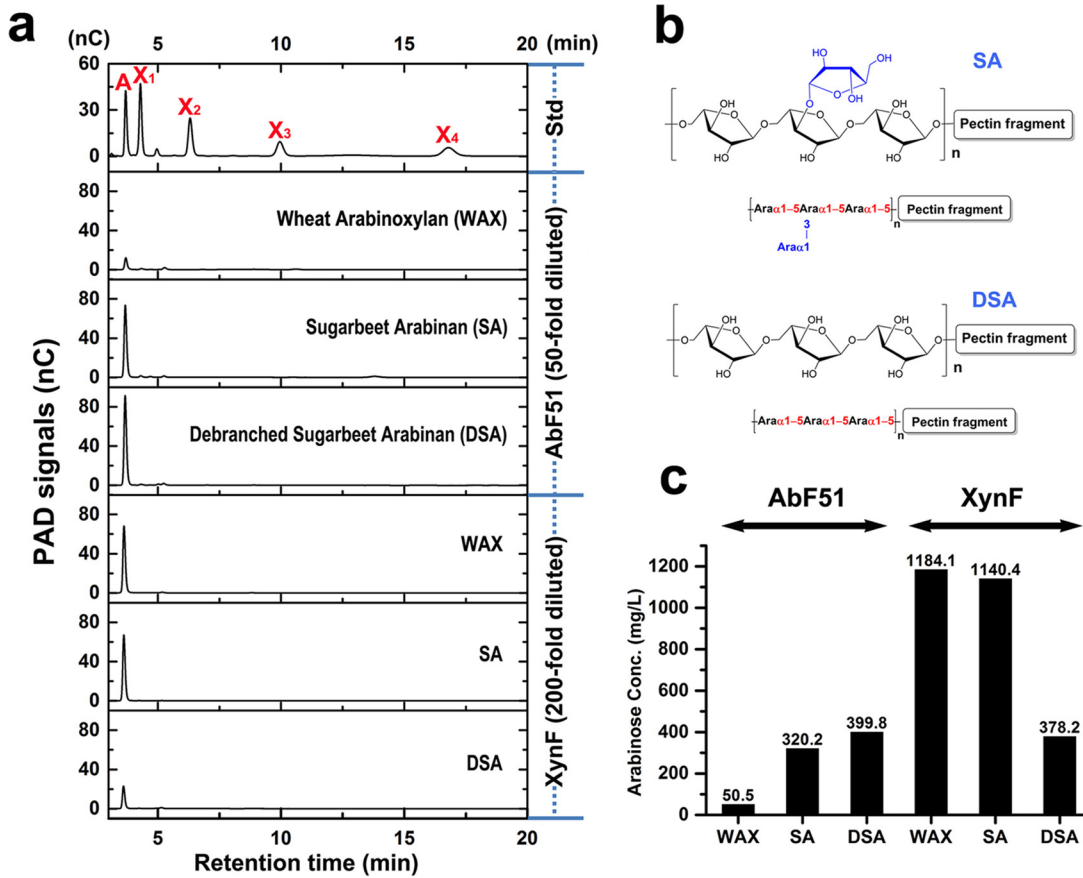 a
(nC) 5 10 15 20 (min)
60
30
0
A X1 X2 X3 X4
Std
80
40
0
Wheat Arabinoxylan (WAX)
80
40
0
Sugarbeet Arabinan (SA)
80
40
0
Debranched Sugarbeet Arabinan (DSA)
AbF51 (50-fold diluted)
80
40
0
WAX
80
40
0
SA
80
40
0
DSA
XynF (200-fold diluted)
PAD signals (nC)
5 10 15 20
Retention time (min)
b
SA
HO OH OH HO O
O OH O OH O OH O
O O O
OH HO HO
n
Pectin fragment
Araα1–5Araα1–5Araα1–5 n Pectin fragment
3
Araα1
DSA
O OH O OH O OH O
O O O
HO HO HO
n
Pectin fragment
Araα1–5Araα1–5Araα1–5 n Pectin fragment
c
AbF51 XynF
Arabinose Conc. (mg/L)
1200
1000
800
600
400
200
0
50.5 320.2 399.8 1184.1 1140.4 378.2
WAX SA DSA WAX SA DSA